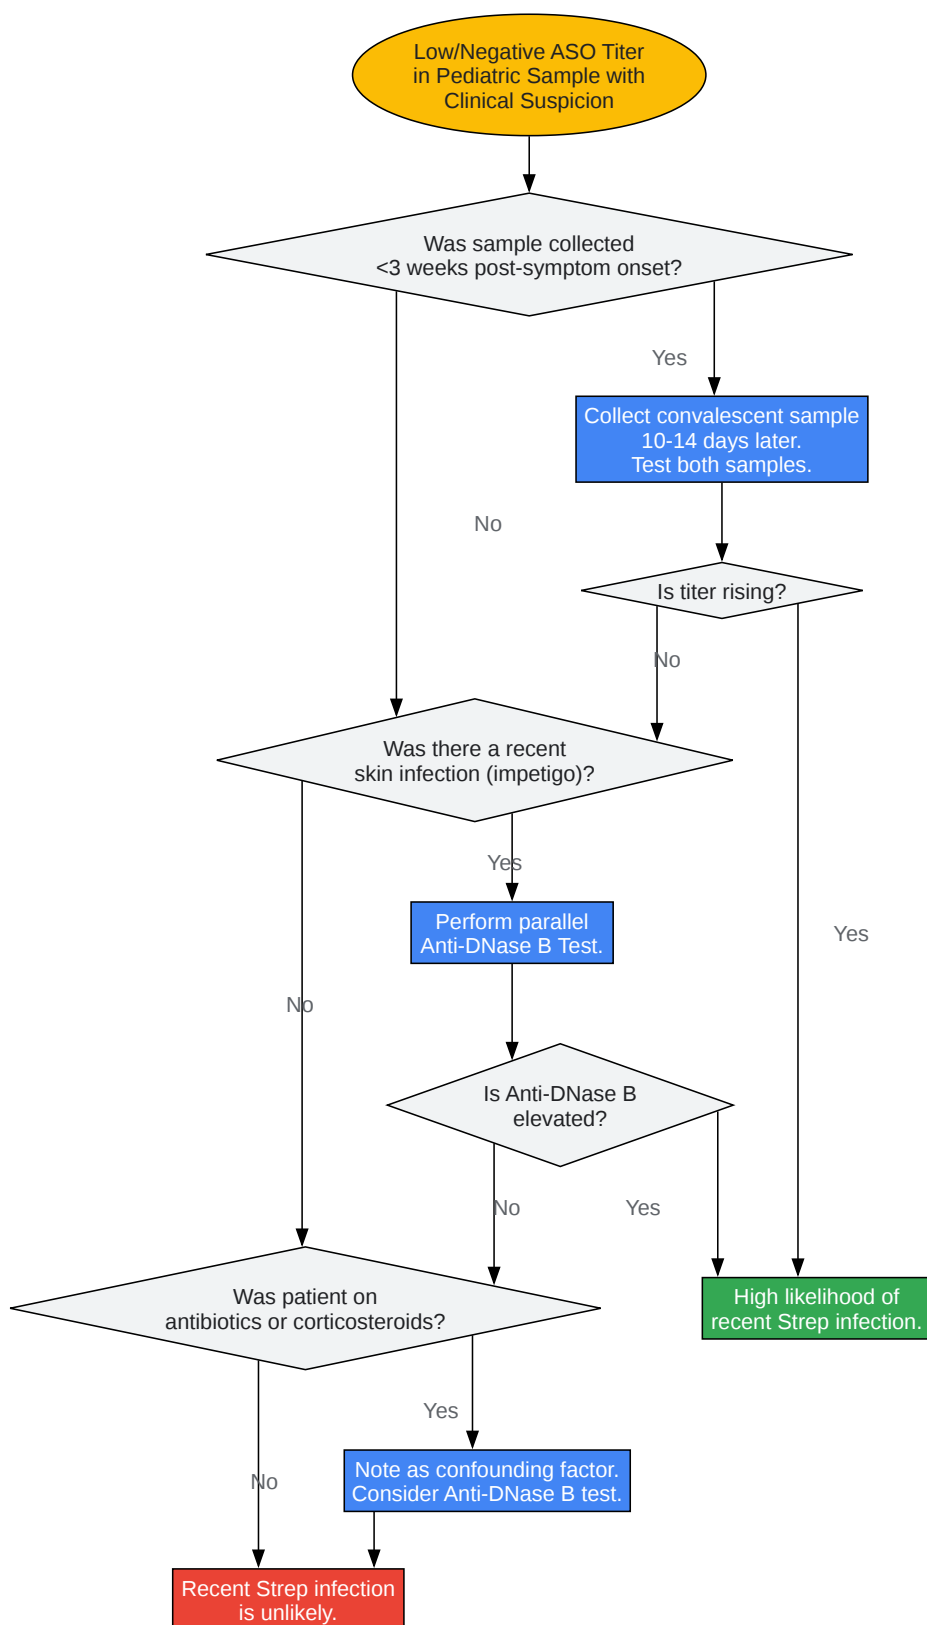 Low/Negative ASO Titer
in Pediatric Sample with
Clinical Suspicion
Was sample collected
<3 weeks post-symptom onset?
Yes
Collect convalescent sample
10-14 days later.
Test both samples.
No
Is titer rising?
No
Was there a recent
skin infection (impetigo)?
Yes
Perform parallel
Anti-DNase B Test.
Yes
No
Is Anti-DNase B
elevated?
No
Yes
Was patient on
antibiotics or corticosteroids?
High likelihood of
recent Strep infection.
Yes
Note as confounding factor.
Consider Anti-DNase B test.
No
Recent Strep infection
is unlikely.